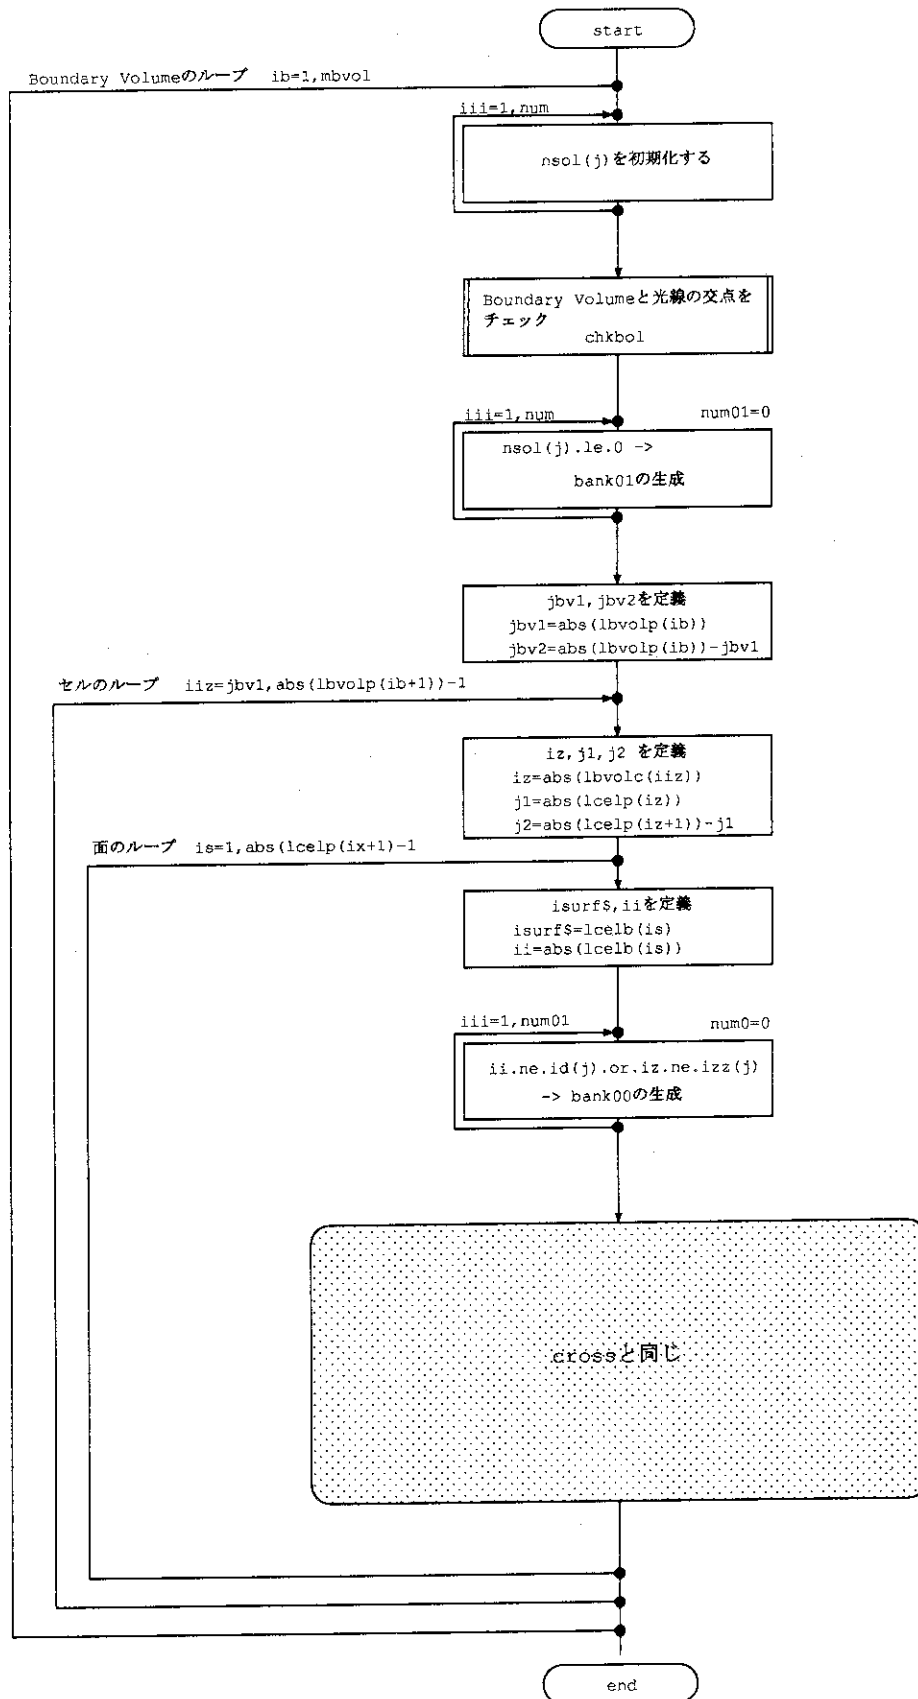 start
Boundary Volumeのループ ib=1,mbvol
iii=1,num
nsol(j)を初期化する
Boundary Volumeと光線の交点を
チェック
chkbol
iii=1,num
num01=0
nsol(j).le.0 ->
bank01の生成
jbv1,jbv2を定義
jbv1=abs(lbvolp(ib))
jbv2=abs(lbvolp(ib))-jbv1
セルのループ iiz=jbv1,abs(lbvolp(ib+1))-1
iz,j1,j2 を定義
iz=abs(lbvolc(iiz))
j1=abs(lcelp(iz))
j2=abs(lcelp(iz+1))-j1
面のループ is=1,abs(lcelp(ix+1)-1
isurf$,iiを定義
isurf$=lcelb(is)
ii=abs(lcelb(is))
iii=1,num01
num0=0
ii.ne.id(j).or.iz.ne.izz(j)
-> bank00の生成
crossと同じ
end